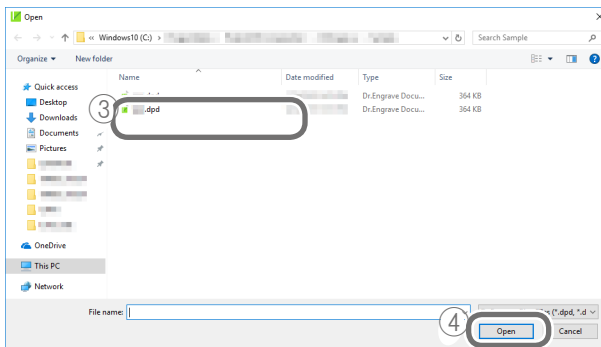 Open
« Windows10 (C:) >
Search Sample
Organize New folder
Name Date modified Type Size
Quick access
Desktop
Downloads
Documents
Pictures
OneDrive
This PC
Network
Dr.Engrave Docu... 364 KB
③ .dpd Dr.Engrave Docu... 364 KB
File name:
(*.dpd, *.d
④ Open Cancel